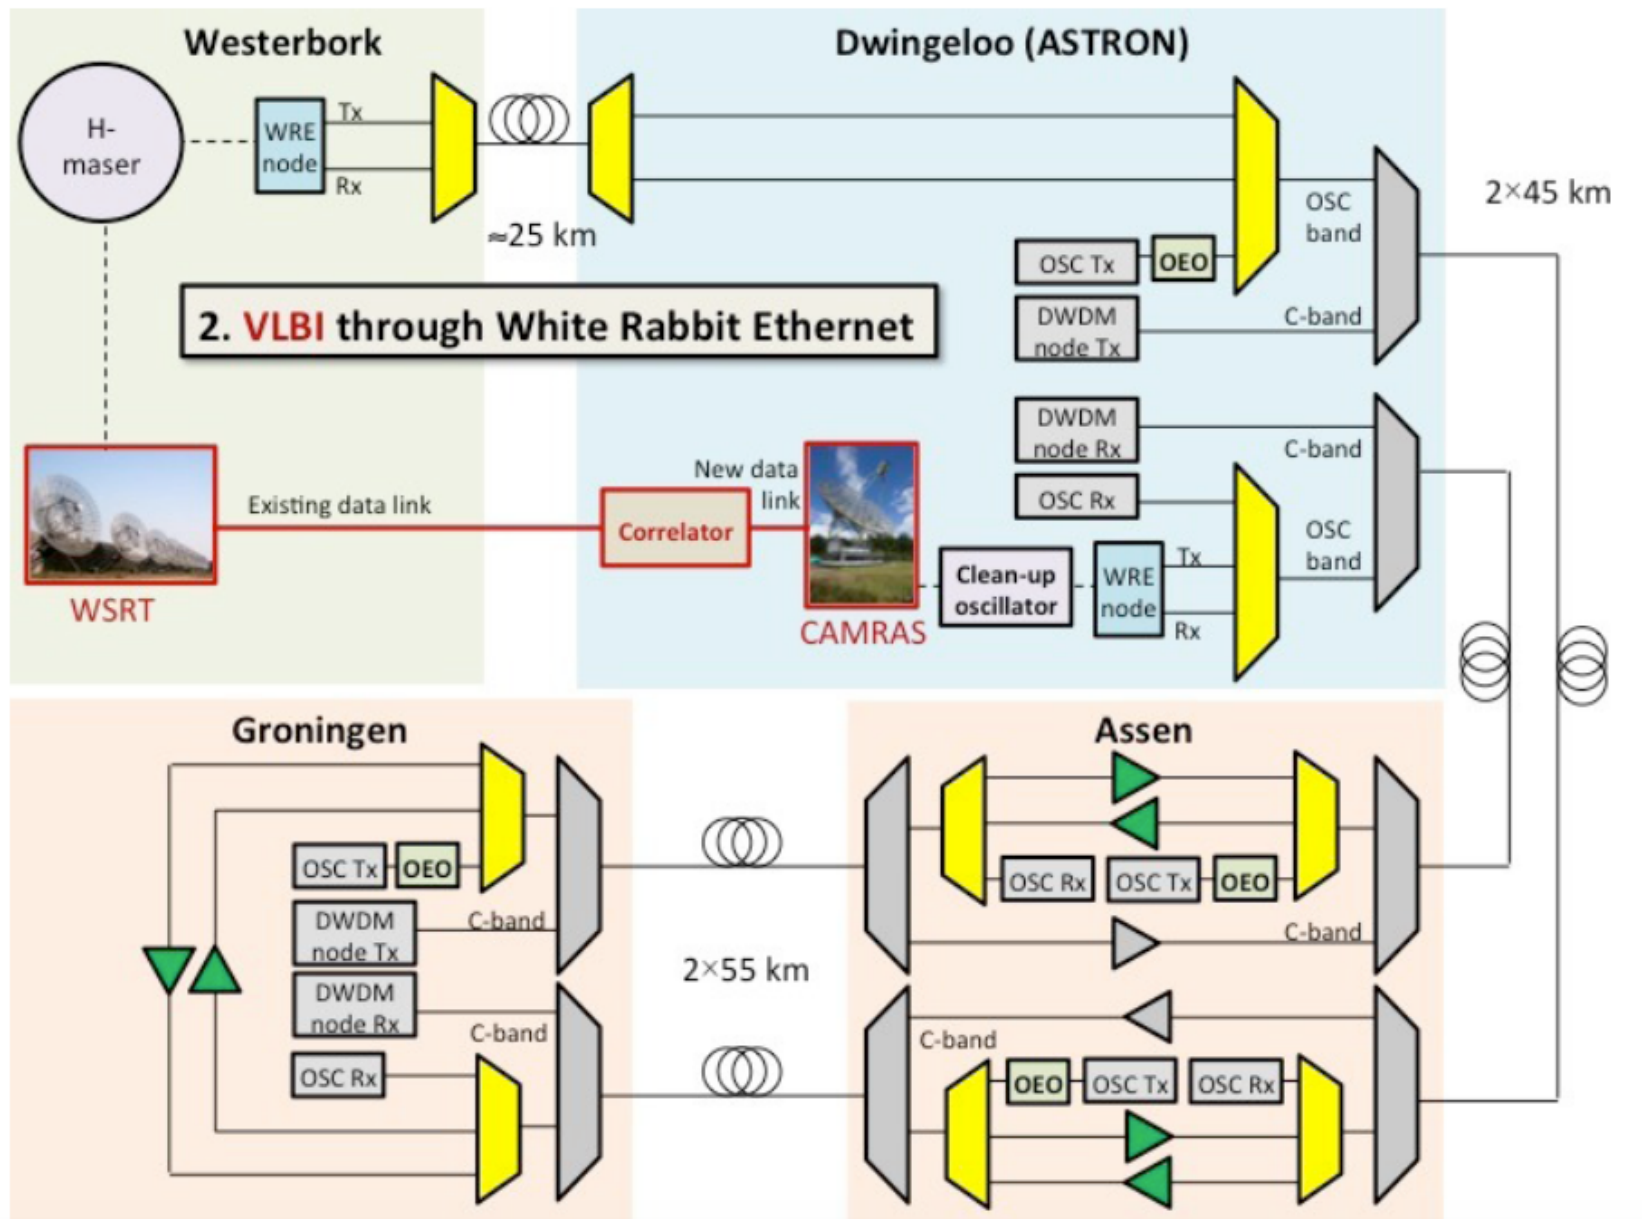 Westerbork
Dwingeloo (ASTRON)
H-
maser
WRE
node
Tx
Rx
≈25 km
OSC
band
2×45 km
OSC Tx
OEO
DWDM
node Tx
C-band
2. VLBI through White Rabbit Ethernet
DWDM
node Rx
C-band
OSC Rx
OSC
band
New data
link
Existing data link
Correlator
Clean-up
oscillator
WRE
node
Tx
Rx
WSRT
CAMRAS
Groningen
Assen
OSC Tx
OEO
DWDM
node Tx
C-band
DWDM
node Rx
C-band
OSC Rx
2×55 km
OSC Rx
OSC Tx
OEO
C-band
C-band
OEO
OSC Tx
OSC Rx